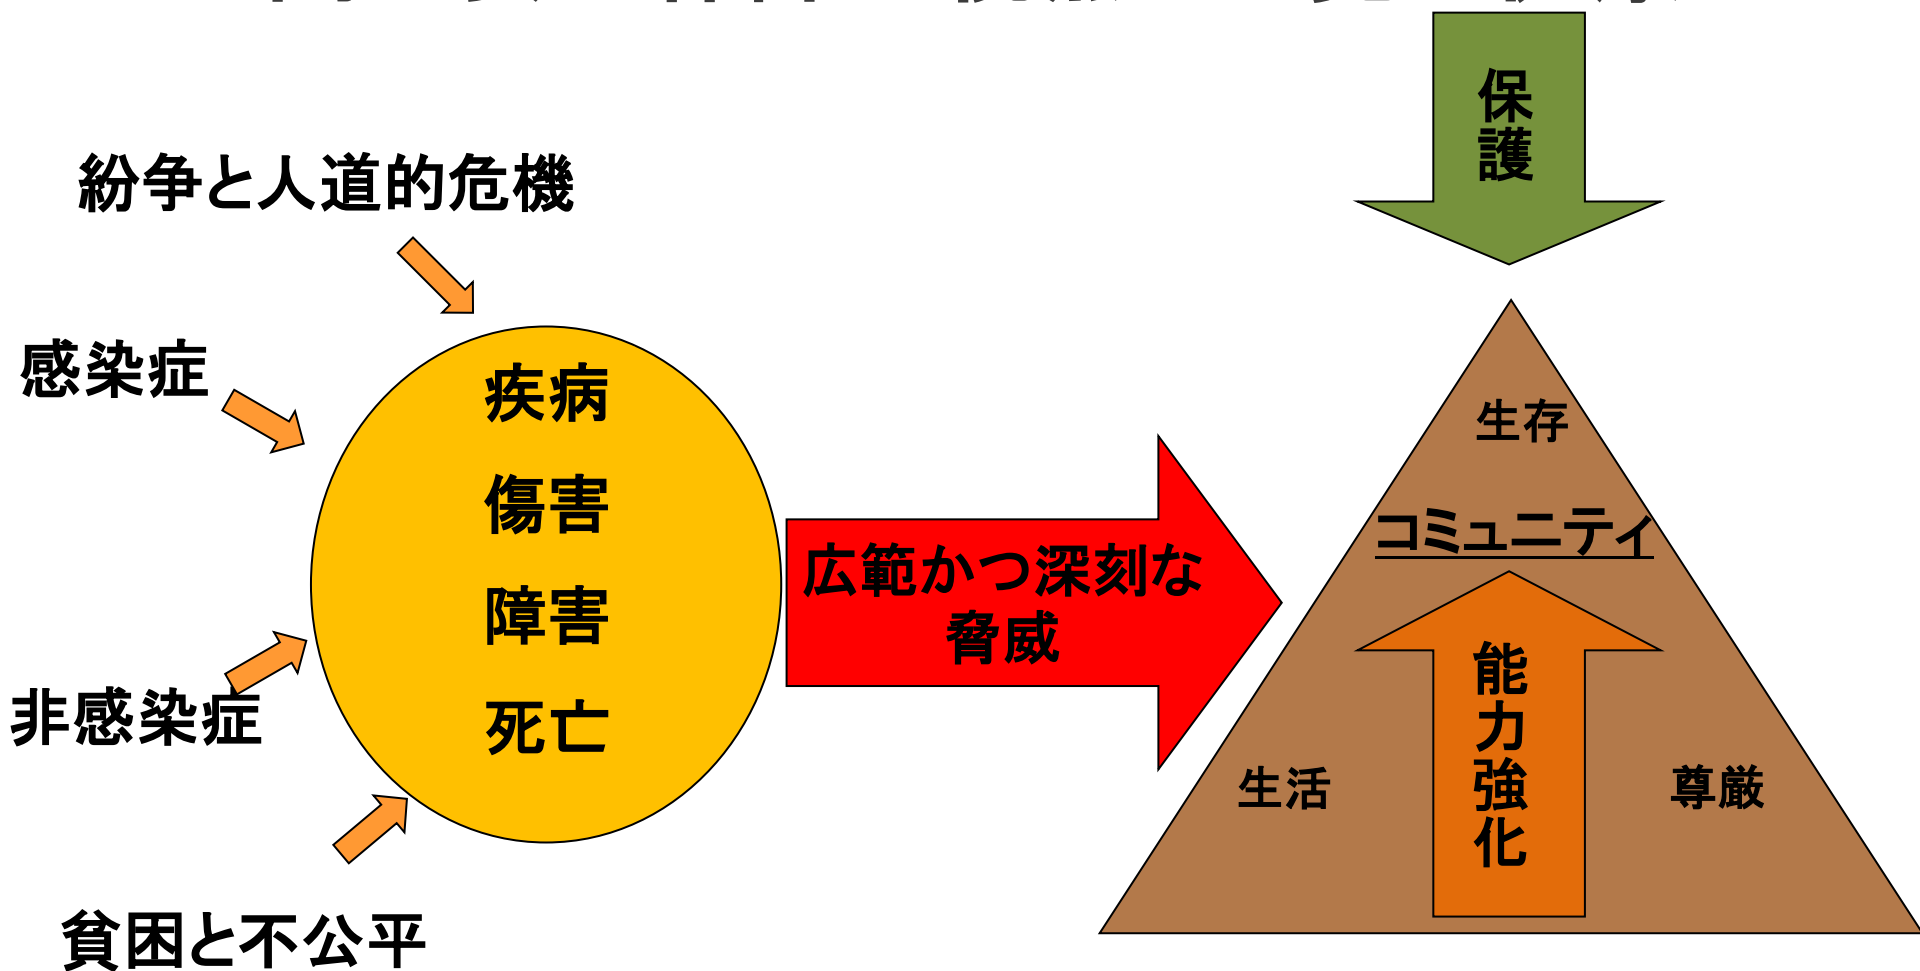 保護
紛争と人道的危機
感染症
疾病
傷害
障害
死亡
非感染症
貧困と不公平
広範かつ深刻な
脅威
生存
コミュニティ
能力強化
生活
尊厳